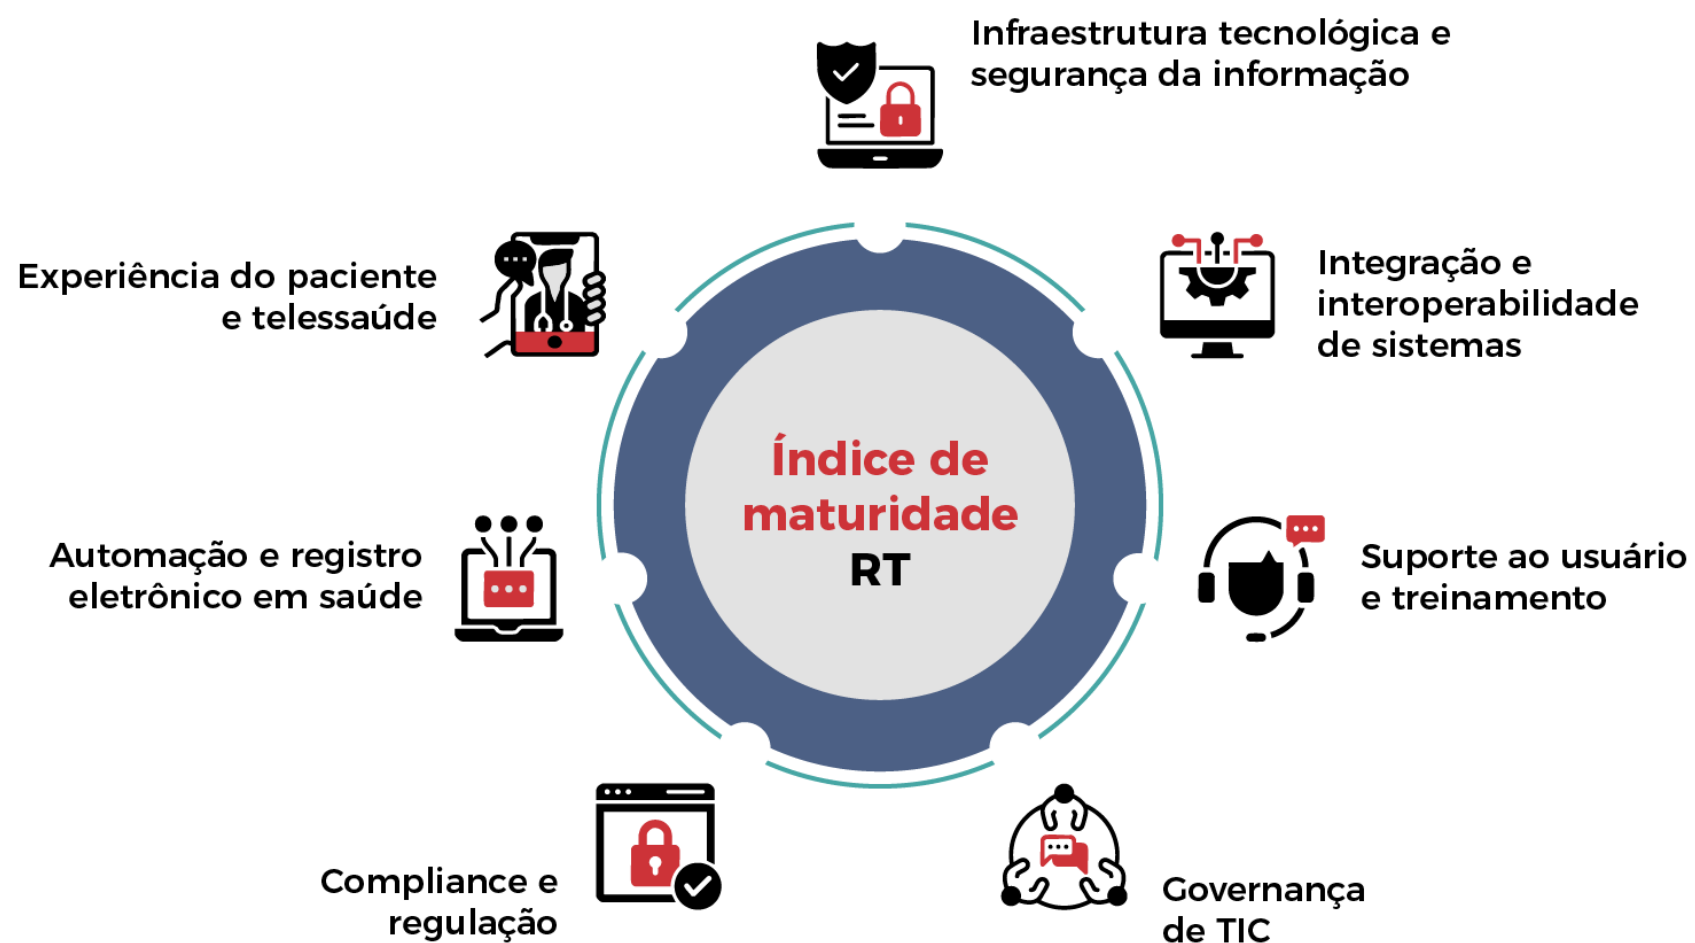 Infraestrutura tecnológica e
segurança da informação
Experiência do paciente
e telessaúde
Integração e
interoperabilidade
de sistemas
Índice de
maturidade
RT
Automação e registro
eletrônico em saúde
Suporte ao usuário
e treinamento
Compliance e
regulação
Governança
de TIC